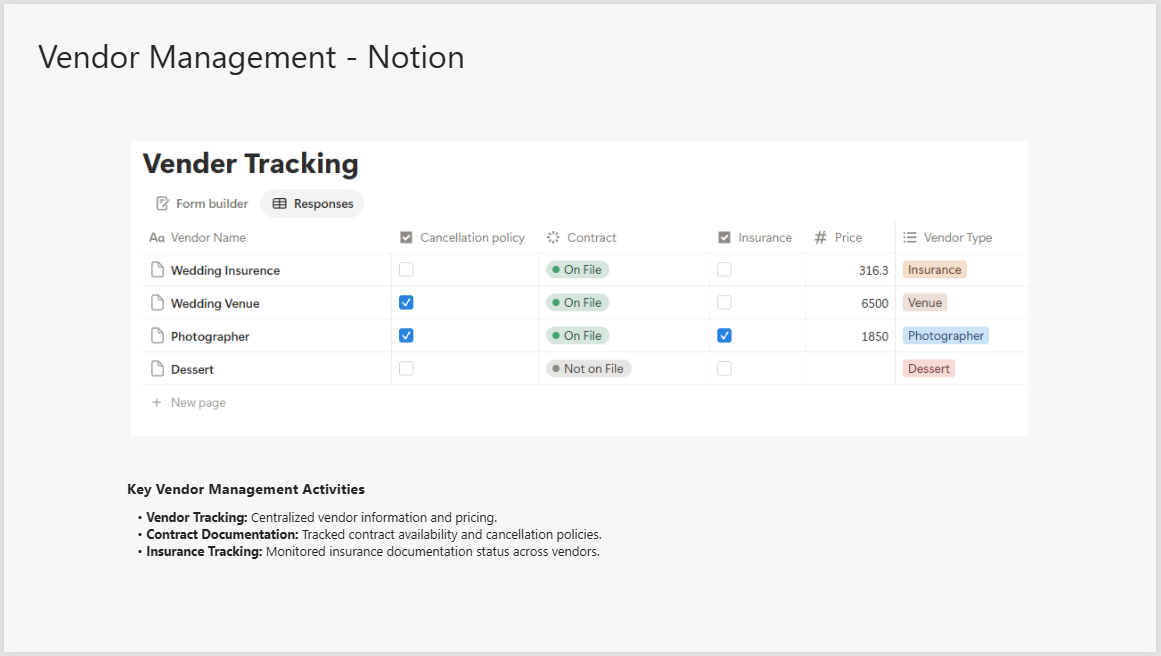 Vendor Management - Notion
Vender Tracking
Form builder Responses
Aa Vendor Name Cancellation policy Contract Insurance # Price Vendor Type
Wedding Insurence On File 316.3 Insurance
Wedding Venue On File 6500 Venue
Photographer On File 1850 Photographer
Dessert Not on File Dessert
+ New page
Key Vendor Management Activities
• Vendor Tracking: Centralized vendor information and pricing.
• Contract Documentation: Tracked contract availability and cancellation policies.
• Insurance Tracking: Monitored insurance documentation status across vendors.